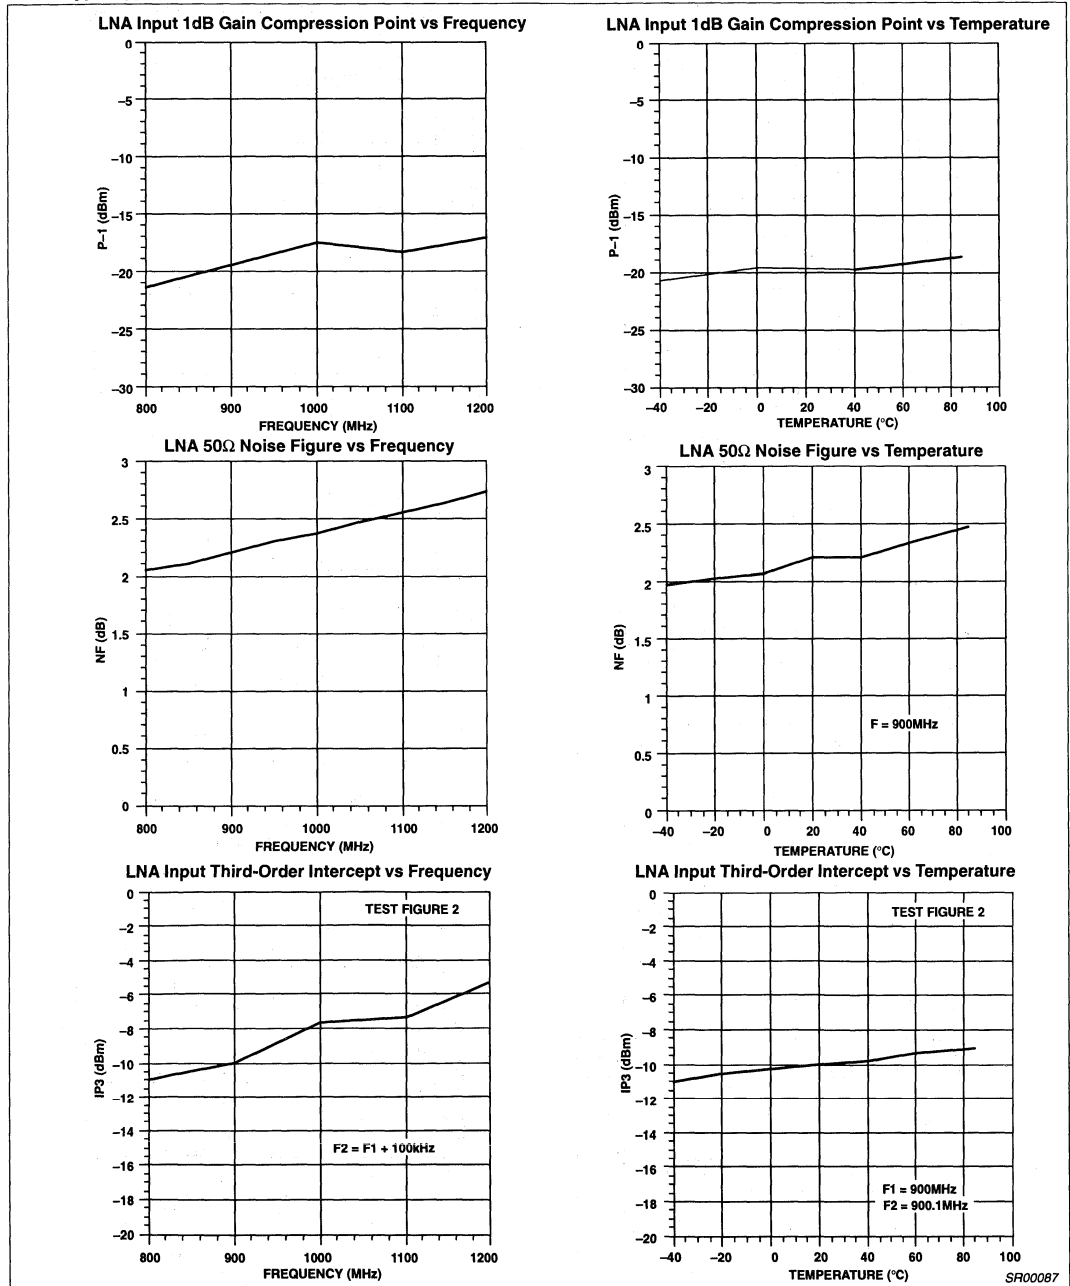 LNA Input 1dB Gain Compression Point vs Frequency
0
–5
–10
–15
–20
–25
–30
P–1 (dBm)
800 900 1000 1100 1200
FREQUENCY (MHz)
LNA Input 1dB Gain Compression Point vs Temperature
0
–5
–10
–15
–20
–25
–30
P–1 (dBm)
–40 –20 0 20 40 60 80 100
TEMPERATURE (°C)
LNA 50Ω Noise Figure vs Frequency
3
2.5
2
1.5
1
0.5
0
NF (dB)
800 900 1000 1100 1200
FREQUENCY (MHz)
LNA 50Ω Noise Figure vs Temperature
3
2.5
2
1.5
1
0.5
0
NF (dB)
F = 900MHz
–40 –20 0 20 40 60 80 100
TEMPERATURE (°C)
LNA Input Third-Order Intercept vs Frequency
TEST FIGURE 2
0
–2
–4
–6
–8
–10
–12
–14
–16
–18
–20
IP3 (dBm)
F2 = F1 + 100kHz
800 900 1000 1100 1200
FREQUENCY (MHz)
LNA Input Third-Order Intercept vs Temperature
TEST FIGURE 2
0
–2
–4
–6
–8
–10
–12
–14
–16
–18
–20
IP3 (dBm)
F1 = 900MHz
F2 = 900.1MHz
–40 –20 0 20 40 60 80 100
TEMPERATURE (°C)
SR00087